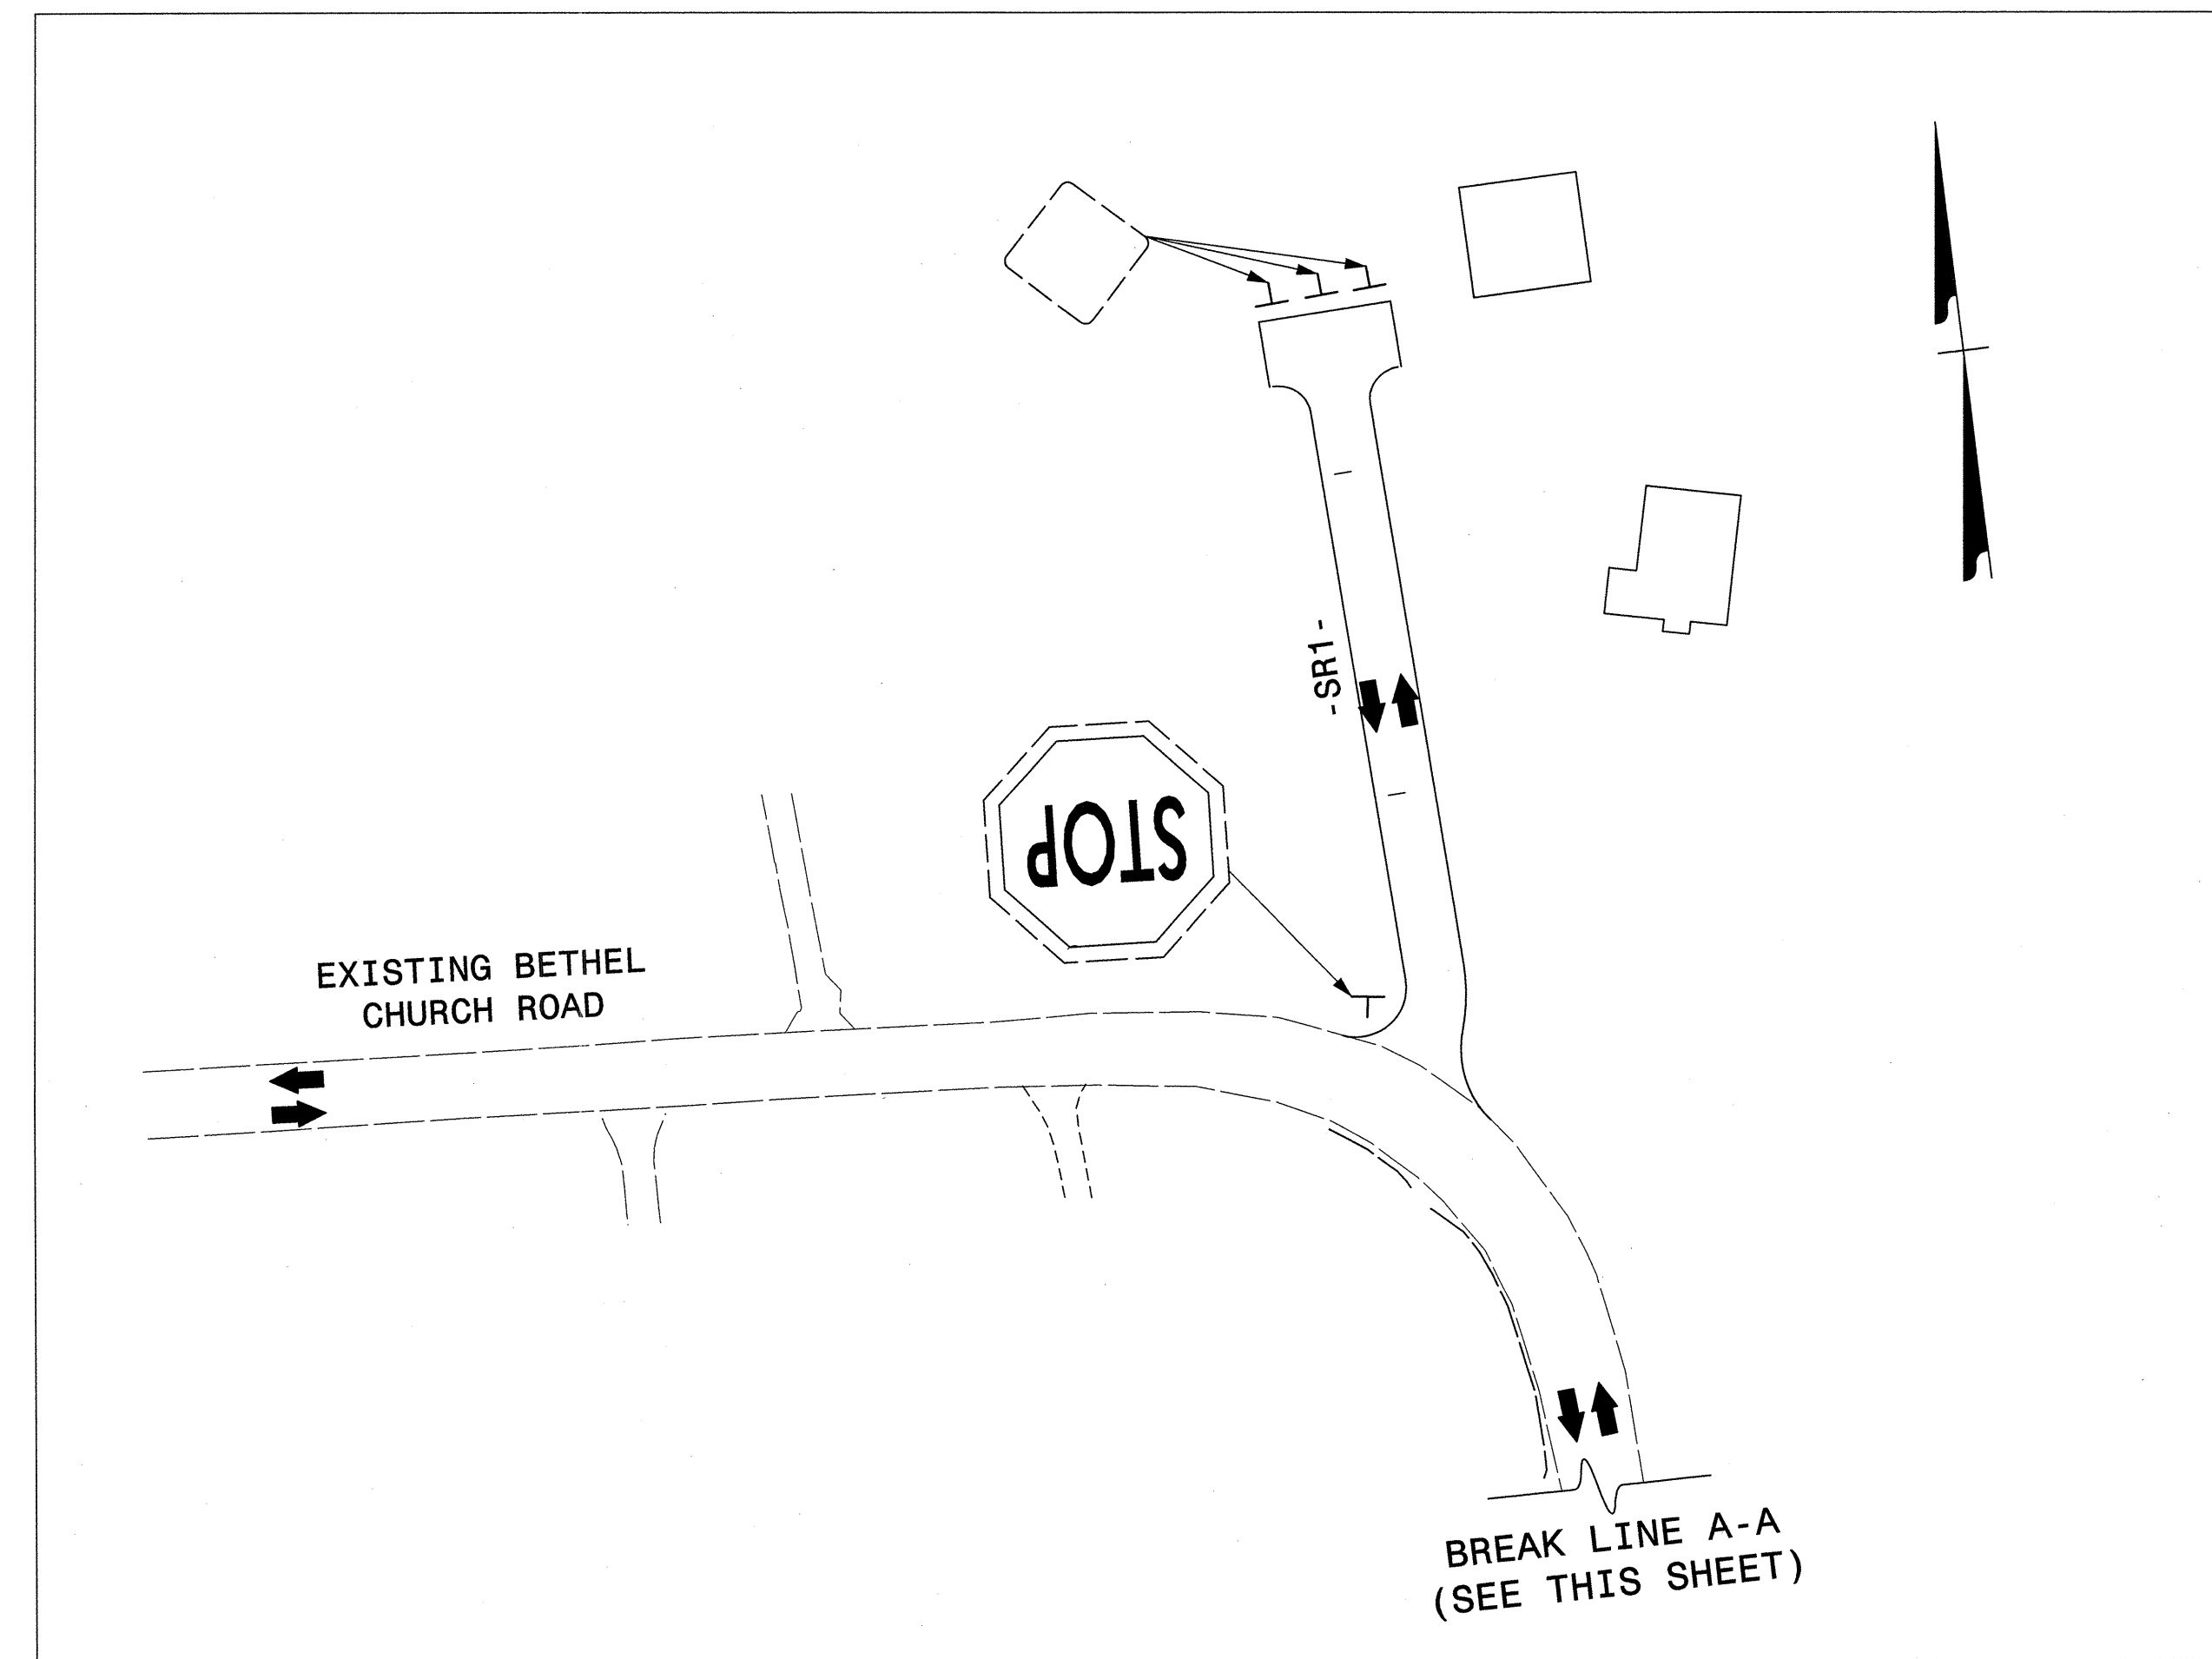 -SR1-
STOP
EXISTING BETHEL
CHURCH ROAD
BREAK LINE A-A
(SEE THIS SHEET)